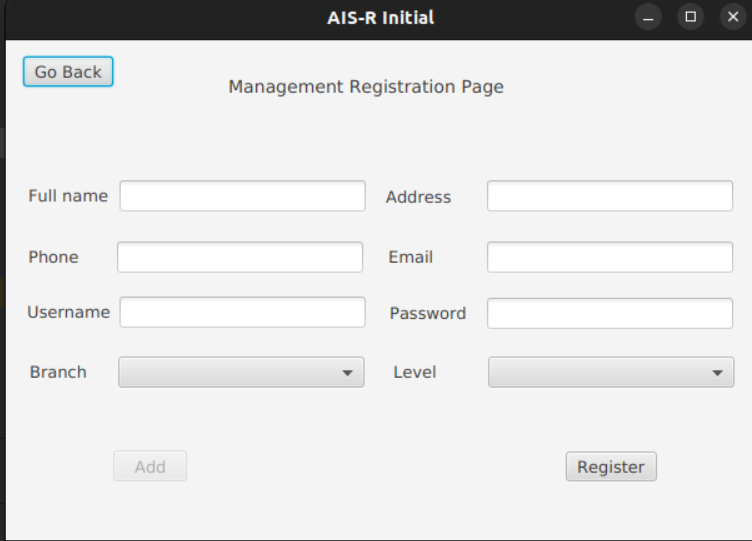 AIS-R Initial
Go Back
Management Registration Page
Full name
Address
Phone
Email
Username
Password
Branch
Level
Add
Register